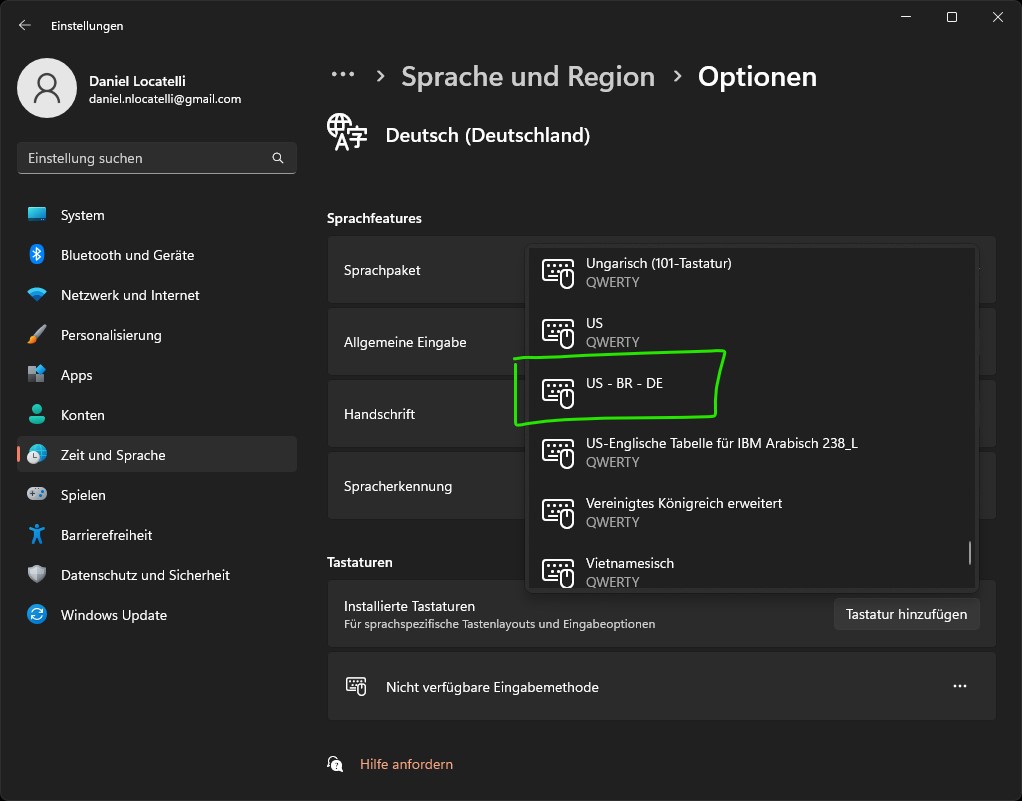 Einstellungen
Daniel Locatelli
daniel.nlocatelli@gmail.com
Einstellung suchen
System
Bluetooth und Geräte
Netzwerk und Internet
Personalisierung
Apps
Konten
Zeit und Sprache
Spielen
Barrierefreiheit
Datenschutz und Sicherheit
Windows Update
... > Sprache und Region > Optionen
Deutsch (Deutschland)
Sprachfeatures
Sprachpaket
Allgemeine Eingabe
Handschrift
Spracherkennung
Ungarisch (101-Tastatur)
QWERTY
US
QWERTY
US - BR - DE
US-Englische Tabelle für IBM Arabisch 238_L
QWERTY
Vereinigtes Königreich erweitert
QWERTY
Vietnamesisch
QWERTY
Tastaturen
Installierte Tastaturen
Für sprachspezifische Tastenlayouts und Eingabeoptionen
Tastatur hinzufügen
Nicht verfügbare Eingabemethode
Hilfe anfordern